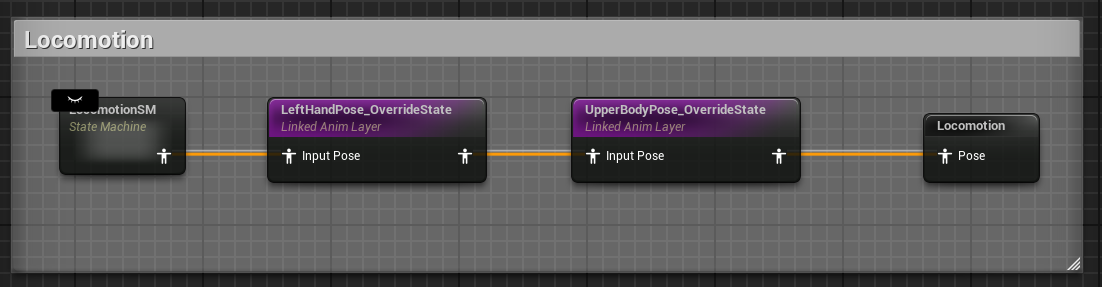 Locomotion
LocomotionSM
State Machine
LeftHandPose_OverrideState
Linked Anim Layer
Input Pose
UpperBodyPose_OverrideState
Linked Anim Layer
Input Pose
Locomotion
Pose